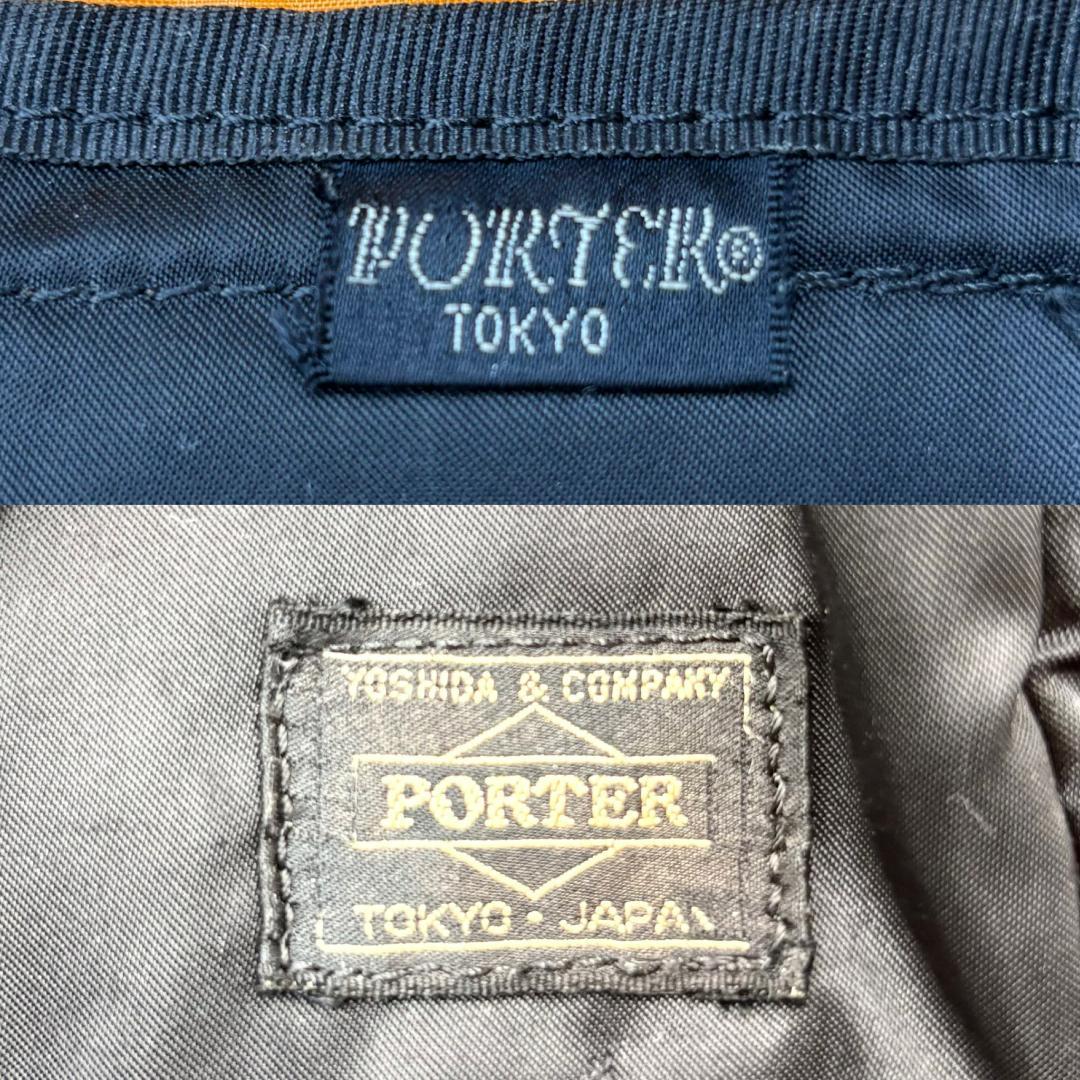 PORTER®
TOKYO
YOSHIDA & COMPANY
PORTER
TOKYO · JAPAN